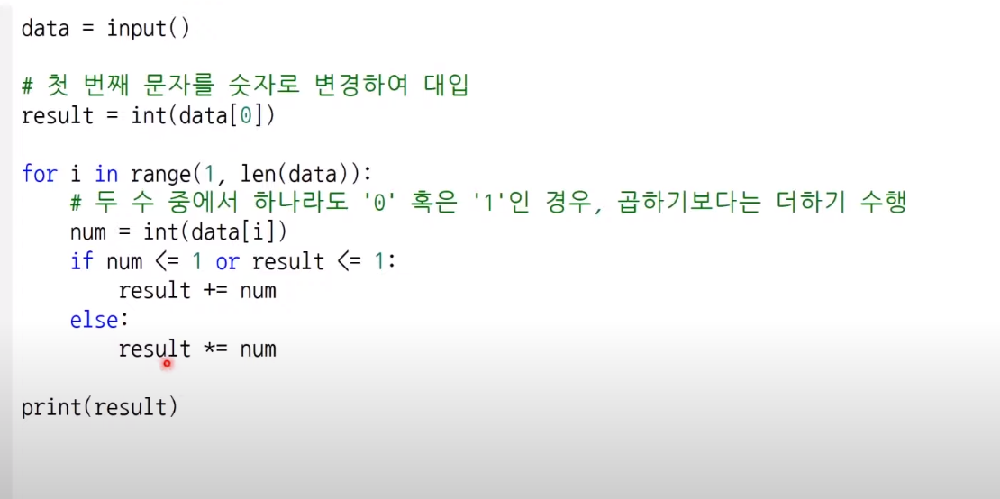 data = input()
# 첫 번째 문자를 숫자로 변경하여 대입
result = int(data[0])
for i in range(1, len(data)):
    # 두 수 중에서 하나라도 '0' 혹은 '1'인 경우, 곱하기보다는 더하기 수행
    num = int(data[i])
    if num <= 1 or result <= 1:
        result += num
    else:
        result *= num
print(result)